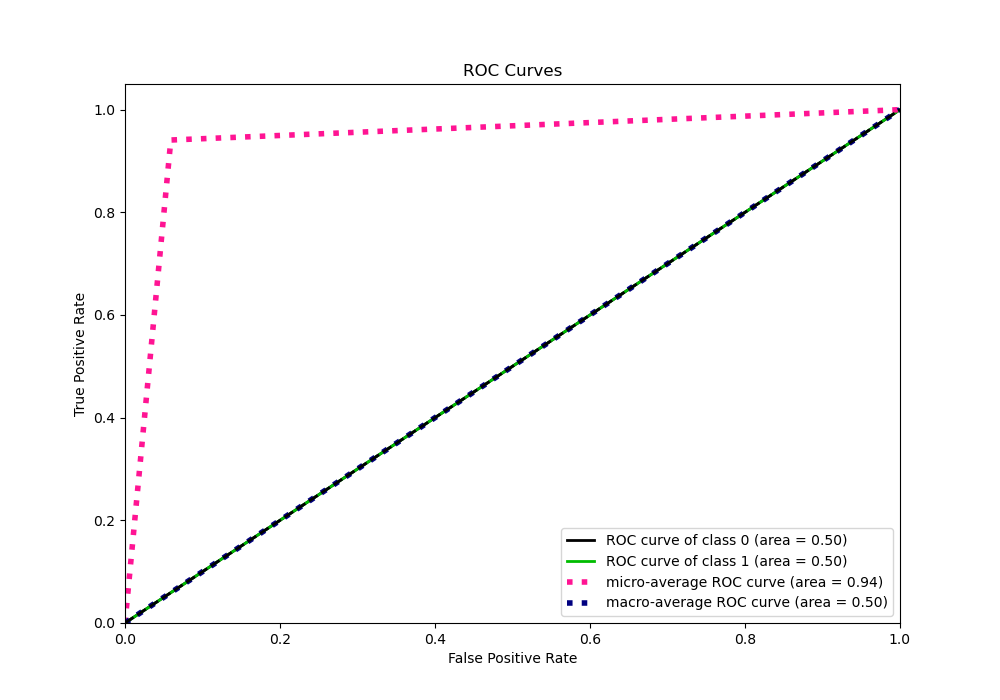 ROC Curves
True Positive Rate
1.0
0.8
0.6
0.4
0.2
0.0
0.0 0.2 0.4 0.6 0.8 1.0
False Positive Rate
ROC curve of class 0 (area = 0.50)
ROC curve of class 1 (area = 0.50)
micro-average ROC curve (area = 0.94)
macro-average ROC curve (area = 0.50)